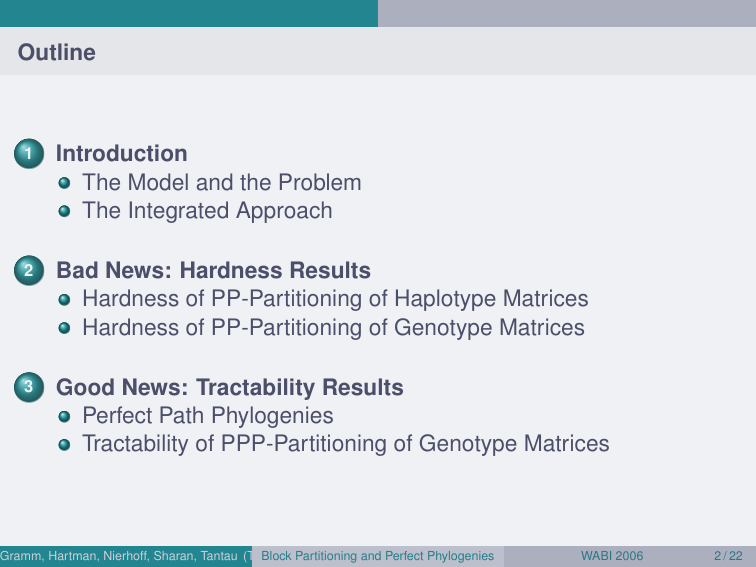 Outline
1 Introduction
The Model and the Problem
The Integrated Approach
2 Bad News: Hardness Results
Hardness of PP-Partitioning of Haplotype Matrices
Hardness of PP-Partitioning of Genotype Matrices
3 Good News: Tractability Results
Perfect Path Phylogenies
Tractability of PPP-Partitioning of Genotype Matrices
Gramm, Hartman, Nierhoff, Sharan, Tantau (T Block Partitioning and Perfect Phylogenies WABI 2006 2 / 22